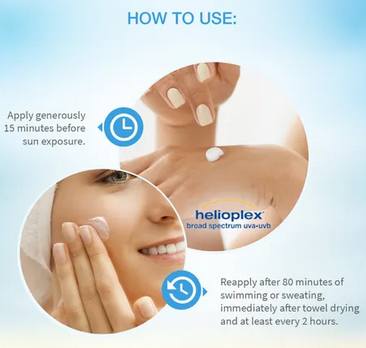 HOW TO USE:
Apply generously
15 minutes before
sun exposure.
helioplex®
broad spectrum uva•uvb
Reapply after 80 minutes of
swimming or sweating,
immediately after towel drying
and at least every 2 hours.